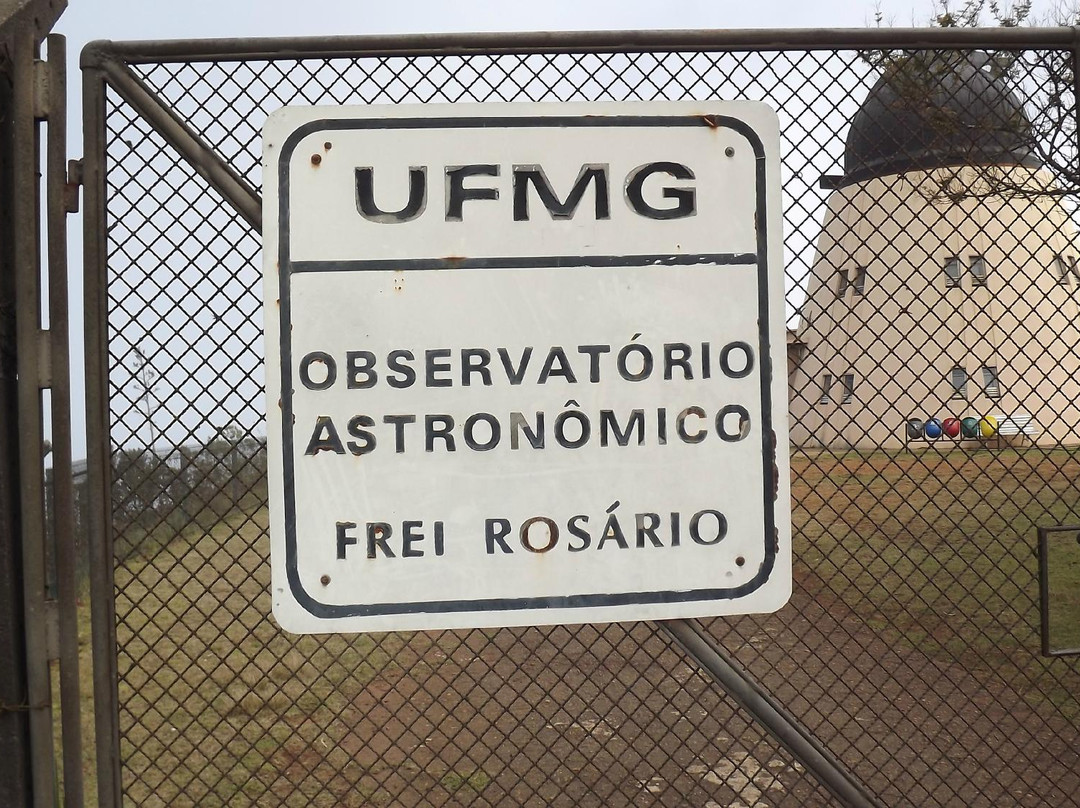 UFMG
OBSERVATÓRIO
ASTRONÔMICO
FREI ROSÁRIO